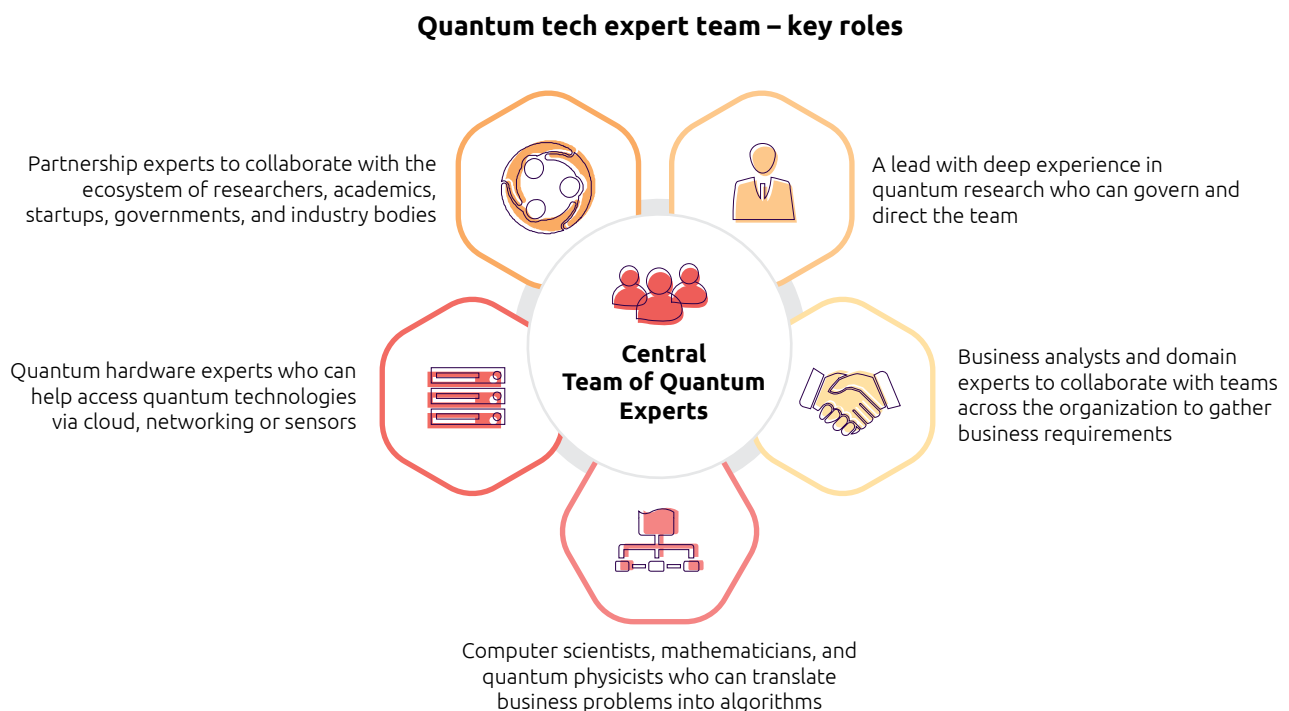 Quantum tech expert team – key roles
Partnership experts to collaborate with the
ecosystem of researchers, academics,
startups, governments, and industry bodies
A lead with deep experience in
quantum research who can govern and
direct the team
Quantum hardware experts who can
help access quantum technologies
via cloud, networking or sensors
Central
Team of Quantum
Experts
Business analysts and domain
experts to collaborate with teams
across the organization to gather
business requirements
Computer scientists, mathematicians, and
quantum physicists who can translate
business problems into algorithms